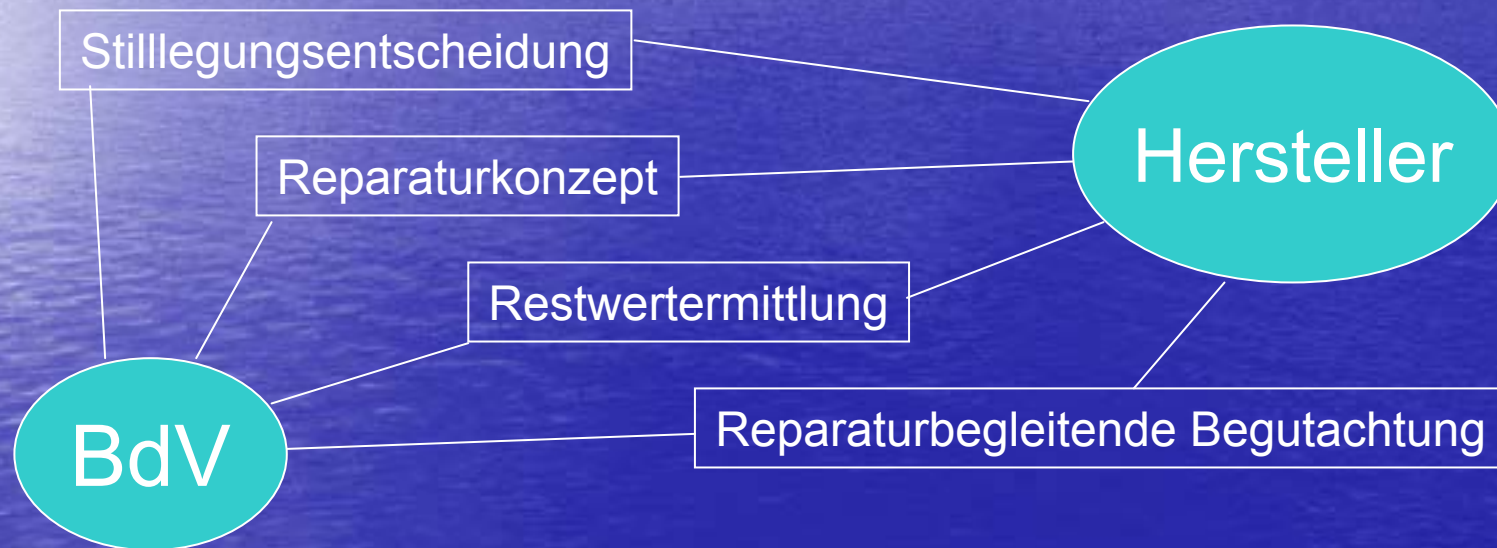 Stilllegungsentscheidung
Hersteller
Reparaturkonzept
Restwertermittlung
Reparaturbegleitende Begutachtung
BdV